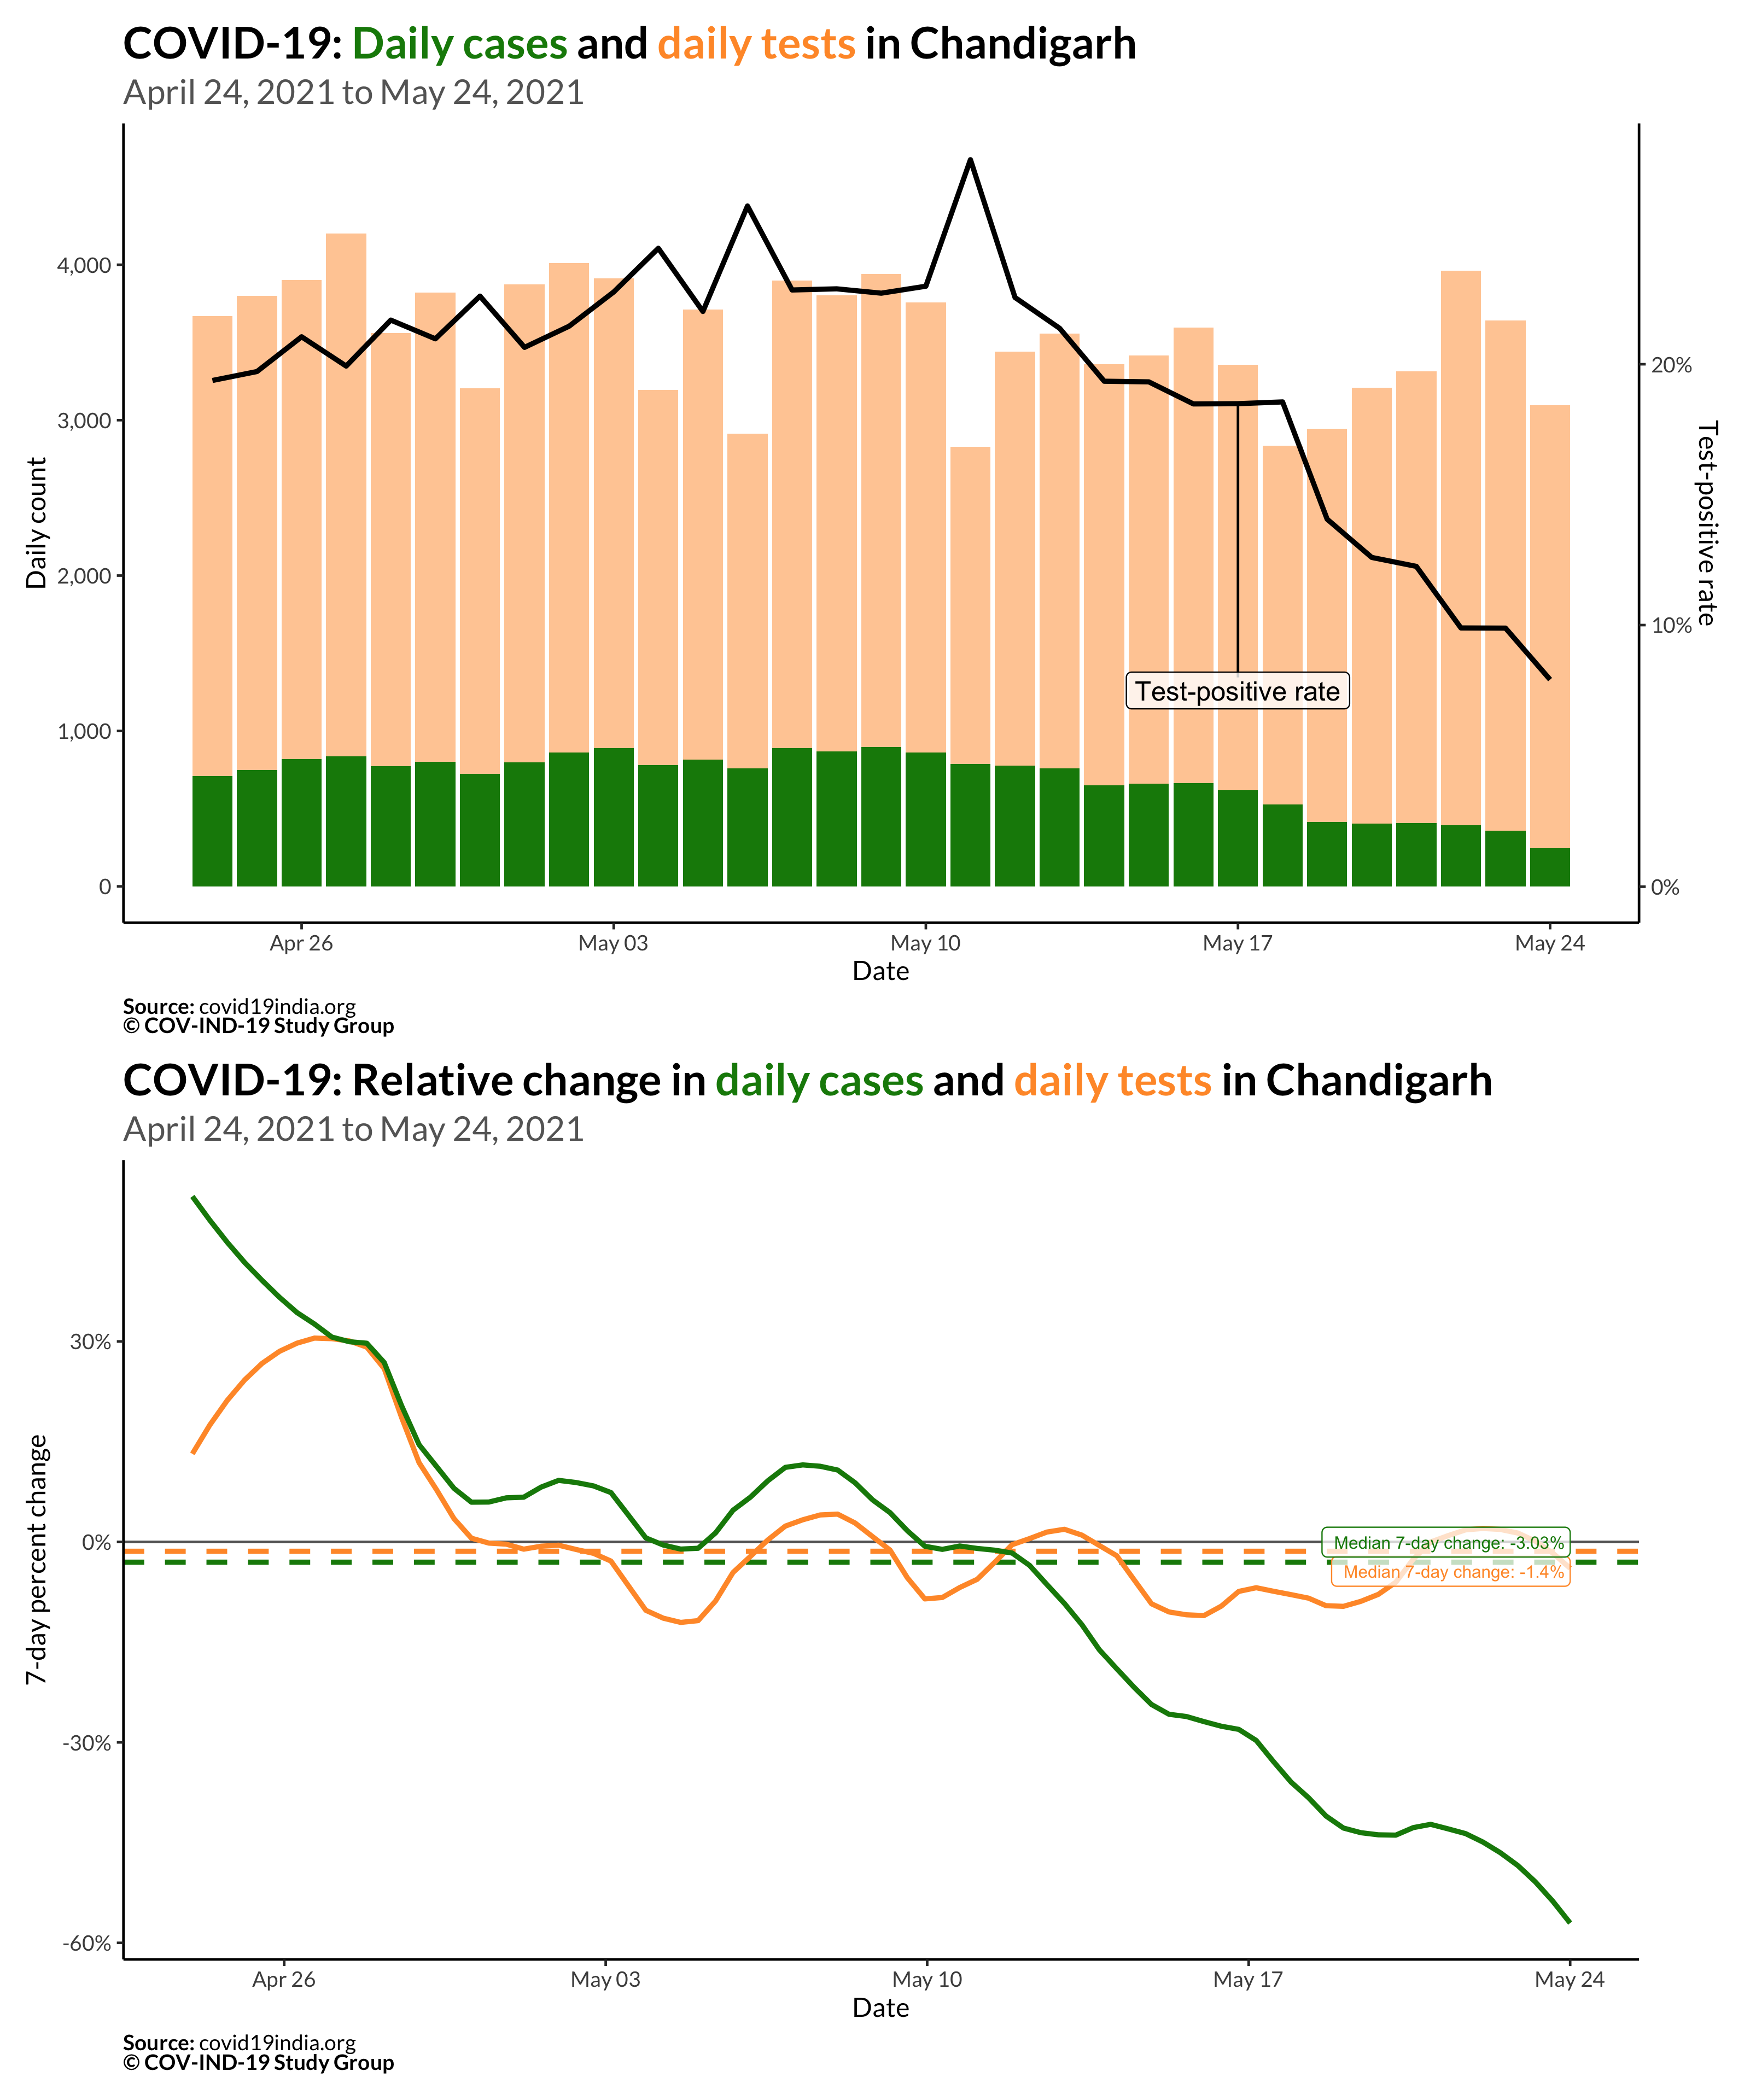 COVID-19: Daily cases and daily tests in Chandigarh
April 24, 2021 to May 24, 2021
4,000
3,000
2,000
1,000
0
Daily count
20%
10%
0%
Test-positive rate
Test-positive rate
Apr 26
May 03
May 10
May 17
May 24
Date
Source: covid19india.org
© COV-IND-19 Study Group
COVID-19: Relative change in daily cases and daily tests in Chandigarh
April 24, 2021 to May 24, 2021
30%
0%
-30%
-60%
7-day percent change
Median 7-day change: -3.03%
Median 7-day change: -1.4%
Apr 26
May 03
May 10
May 17
May 24
Date
Source: covid19india.org
© COV-IND-19 Study Group